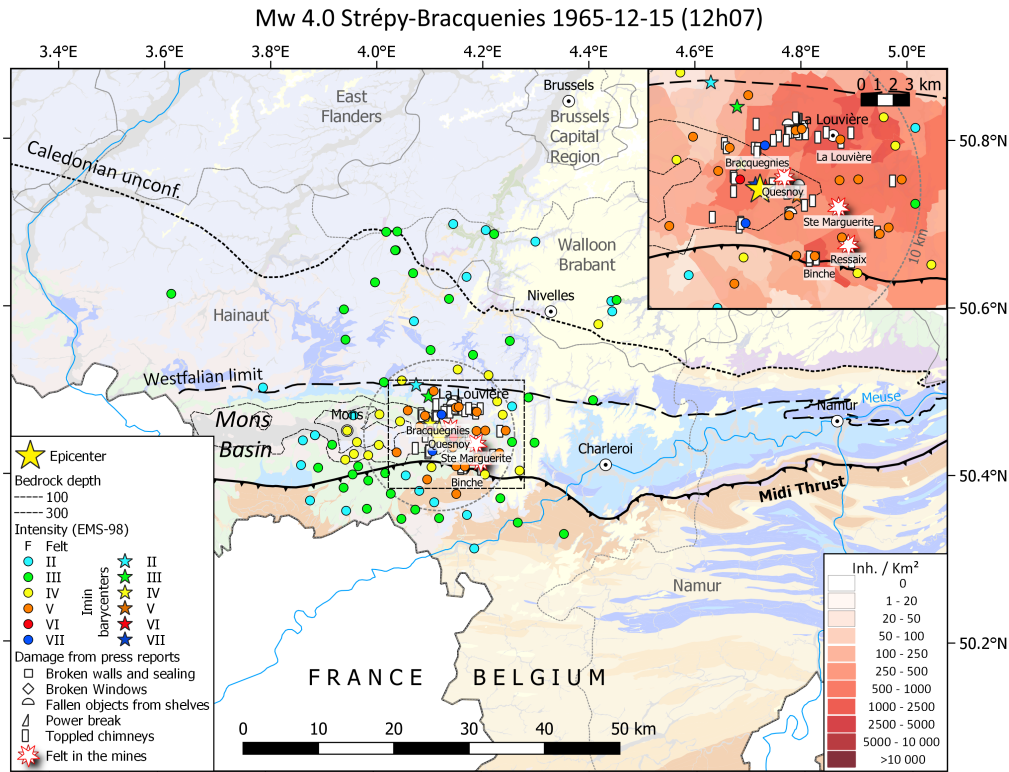 Mw 4.0 Strépy-Bracquenies 1965-12-15 (12h07)
3.4°E 3.6°E 3.8°E 4.0°E 4.2°E 4.4°E 4.6°E 4.8°E 5.0°E
50.8°N
50.6°N
50.4°N
50.2°N
East
Flanders
Brussels
Brussels
Capital
Region
Caledonian unconf.
Walloon
Brabant
Nivelles
Hainaut
Westfalian limit
Mons
Basin
Mons
La Louvière
Bracquegnies
Quesnoy
Ste Marguerite
Binche
Charleroi
Namur
Meuse
Midi Thrust
Namur
FRANCE
BELGIUM
0 10 20 30 40 50 km
0 1 2 3 km
La Louvière
La Louvière
Bracquegnies
Quesnoy
Ste Marguerite
Ressaix
Binche
10 km
Epicenter
Bedrock depth
100
300
Intensity (EMS-98)
F Felt
II II
III III
IV IV
V V
VI VI
VII VII
Imin
barycenters
Damage from press reports
Broken walls and sealing
Broken Windows
Fallen objects from shelves
Power break
Toppled chimneys
Felt in the mines
Inh. / Km²
0
1 - 20
20 - 50
50 - 100
100 - 250
250 - 500
500 - 1000
1000 - 2500
2500 - 5000
5000 - 10 000
>10 000